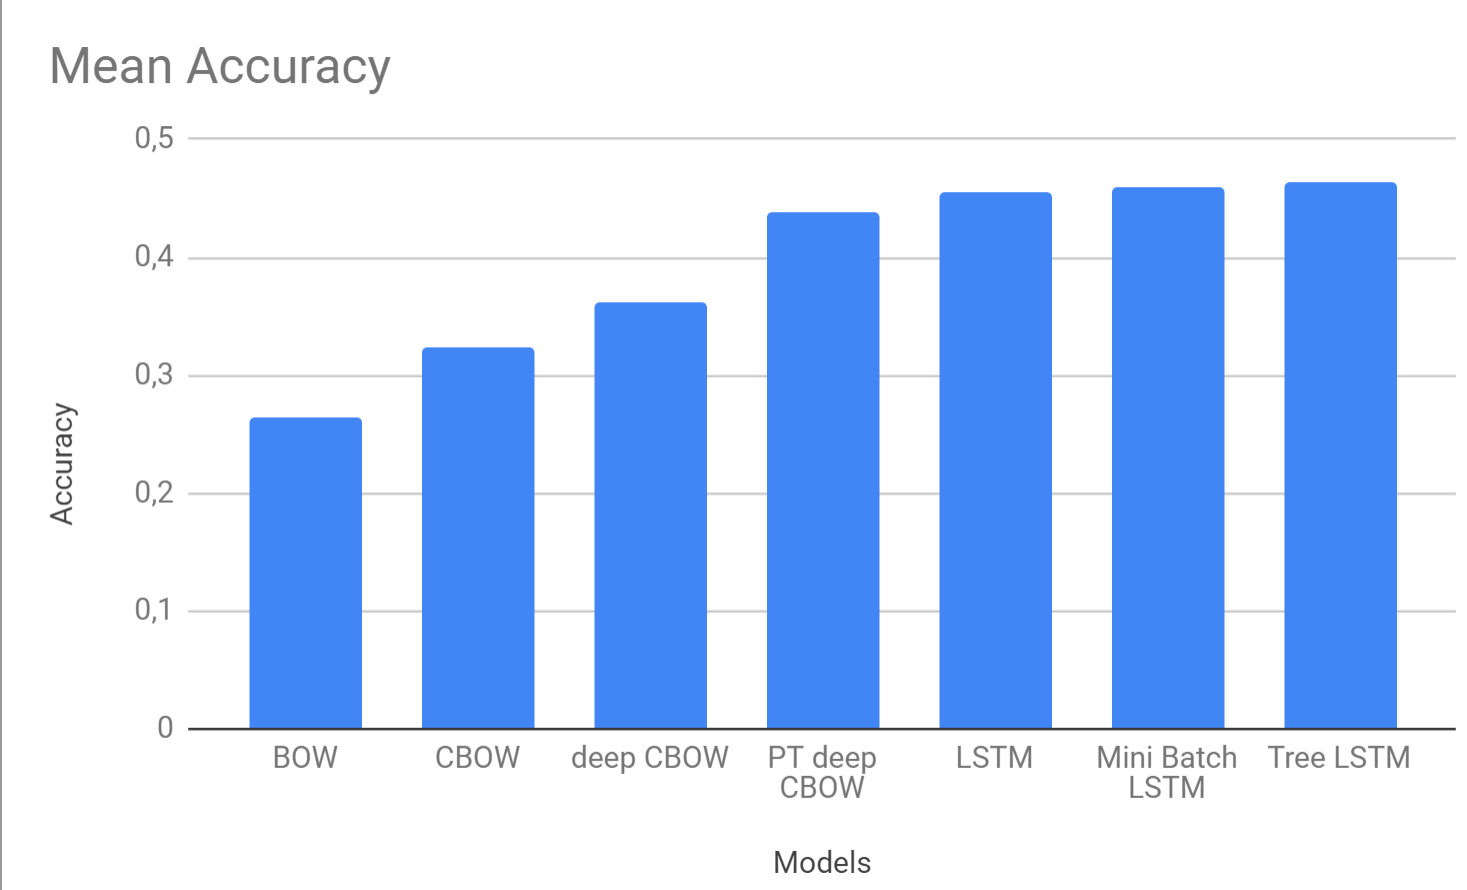 Mean Accuracy
0,5
0,4
0,3
0,2
0,1
0
Accuracy
BOW
CBOW
deep CBOW
PT deep
CBOW
LSTM
Mini Batch
LSTM
Tree LSTM
Models